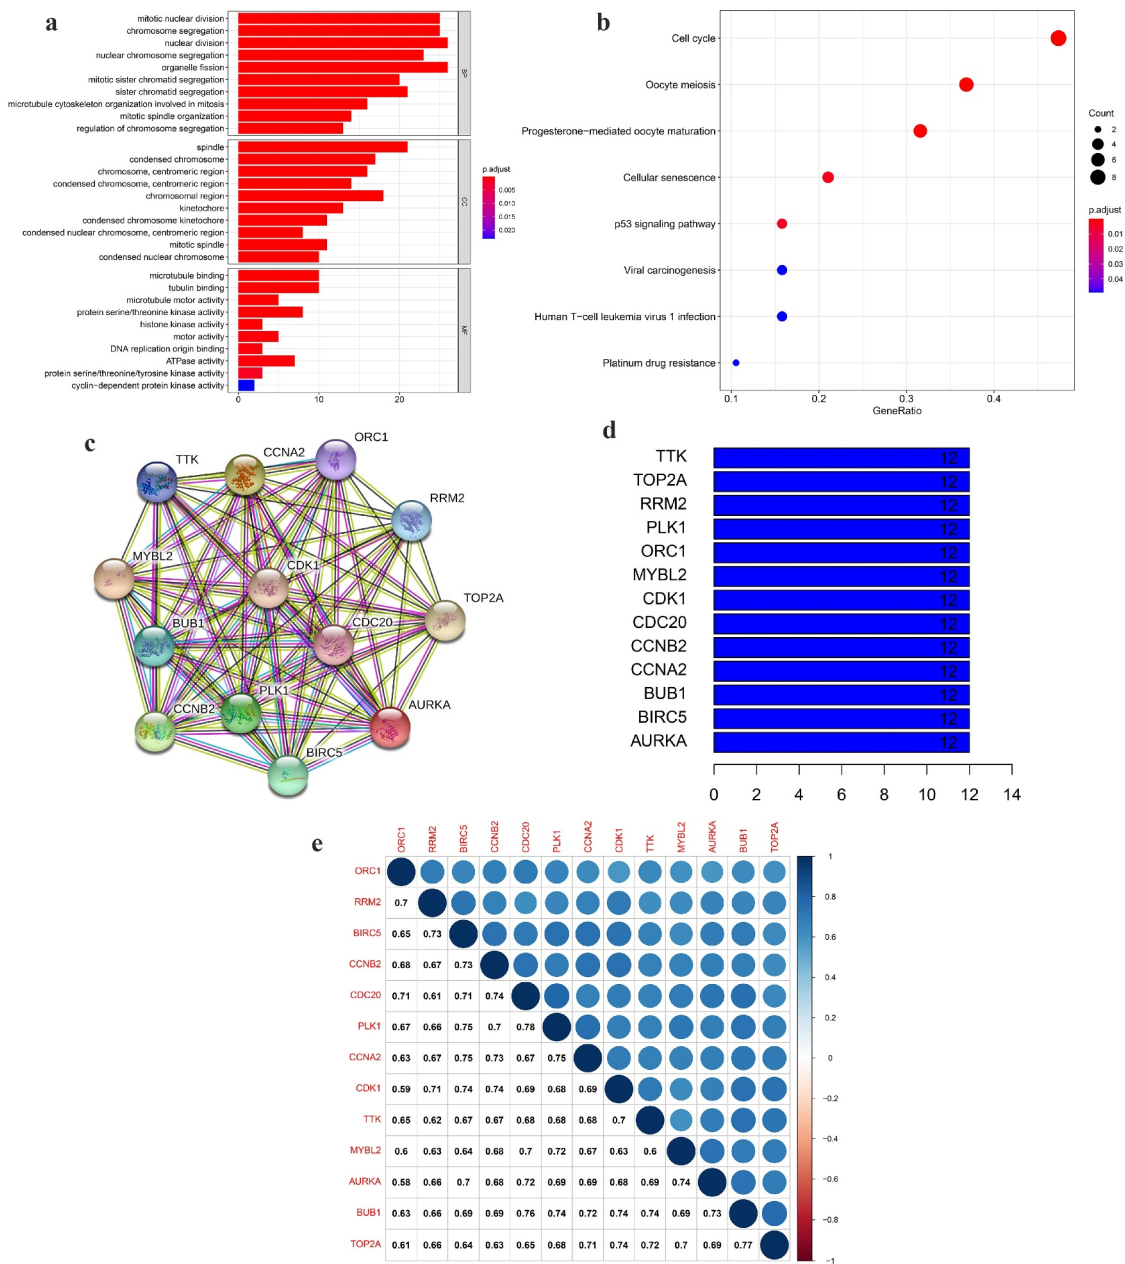 a
mitotic nuclear division
chromosome segregation
nuclear division
nuclear chromosome segregation
organelle fission
mitotic sister chromatid segregation
sister chromatid segregation
microtubule cytoskeleton organization involved in mitosis
mitotic spindle organization
regulation of chromosome segregation
BP
spindle
condensed chromosome
chromosome, centromeric region
condensed chromosome, centromeric region
chromosomal region
kinetochore
condensed chromosome kinetochore
condensed nuclear chromosome, centromeric region
mitotic spindle
condensed nuclear chromosome
CC
microtubule binding
tubulin binding
microtubule motor activity
protein serine/threonine kinase activity
histone kinase activity
motor activity
DNA replication origin binding
ATPase activity
protein serine/threonine/tyrosine kinase activity
cyclin−dependent protein kinase activity
MF
0 10 20
p.adjust
0.005
0.010
0.015
0.020
b
Cell cycle
Oocyte meiosis
Progesterone−mediated oocyte maturation
Cellular senescence
p53 signaling pathway
Viral carcinogenesis
Human T−cell leukemia virus 1 infection
Platinum drug resistance
0.1 0.2 0.3 0.4
GeneRatio
Count
2
4
6
8
p.adjust
0.01
0.02
0.03
0.04
c
ORC1
CCNA2
TTK
RRM2
MYBL2
CDK1
TOP2A
BUB1
CDC20
PLK1
CCNB2
AURKA
BIRC5
d
TTK 12
TOP2A 12
RRM2 12
PLK1 12
ORC1 12
MYBL2 12
CDK1 12
CDC20 12
CCNB2 12
CCNA2 12
BUB1 12
BIRC5 12
AURKA 12
0 2 4 6 8 10 12 14
e
ORC1 RRM2 BIRC5 CCNB2 CDC20 PLK1 CCNA2 CDK1 TTK MYBL2 AURKA BUB1 TOP2A
ORC1
RRM2 0.7
BIRC5 0.65 0.73
CCNB2 0.68 0.67 0.73
CDC20 0.71 0.61 0.71 0.74
PLK1 0.67 0.66 0.75 0.7 0.78
CCNA2 0.63 0.67 0.75 0.73 0.67 0.75
CDK1 0.59 0.71 0.74 0.74 0.69 0.68 0.69
TTK 0.65 0.62 0.67 0.67 0.68 0.68 0.68 0.7
MYBL2 0.6 0.63 0.64 0.68 0.7 0.72 0.67 0.63 0.6
AURKA 0.58 0.66 0.7 0.68 0.72 0.69 0.69 0.68 0.69 0.74
BUB1 0.63 0.66 0.69 0.69 0.76 0.74 0.72 0.74 0.74 0.69 0.73
TOP2A 0.61 0.66 0.64 0.63 0.65 0.68 0.71 0.74 0.72 0.7 0.69 0.77
1
0.8
0.6
0.4
0.2
0
−0.2
−0.4
−0.6
−0.8
−1